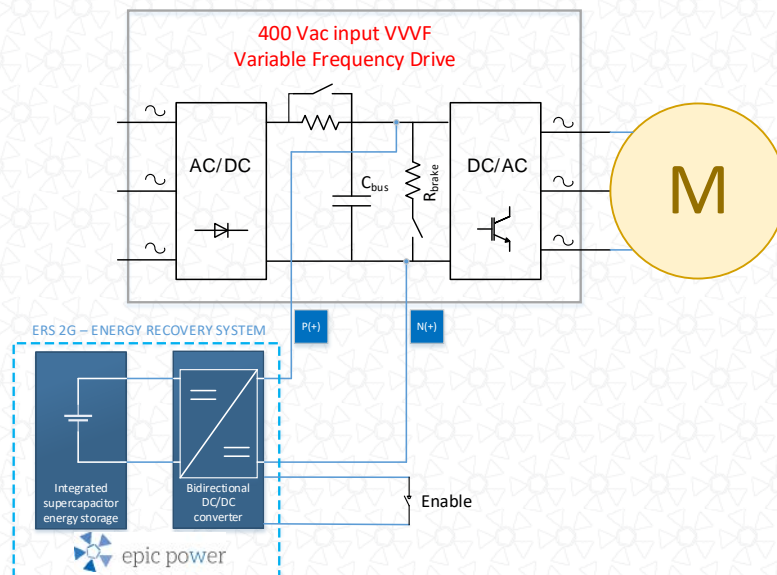 400 Vac input VVVF
Variable Frequency Drive
AC/DC
Cbus
Rbrake
DC/AC
M
ERS 2G – ENERGY RECOVERY SYSTEM
P(+)
N(+)
Integrated
supercapacitor
energy storage
Bidirectional
DC/DC
converter
Enable
epic power